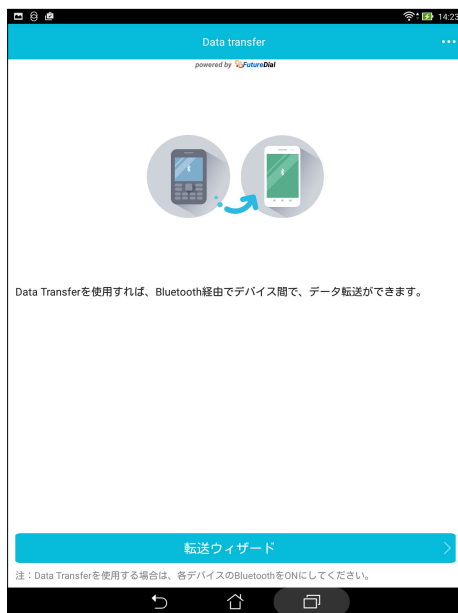 14:23
Data transfer
powered by FutureDial
Data Transferを使用すれば、Bluetooth経由でデバイス間で、データ転送ができます。
転送ウィザード
注：Data Transferを使用する場合は、各デバイスのBluetoothをONにしてください。